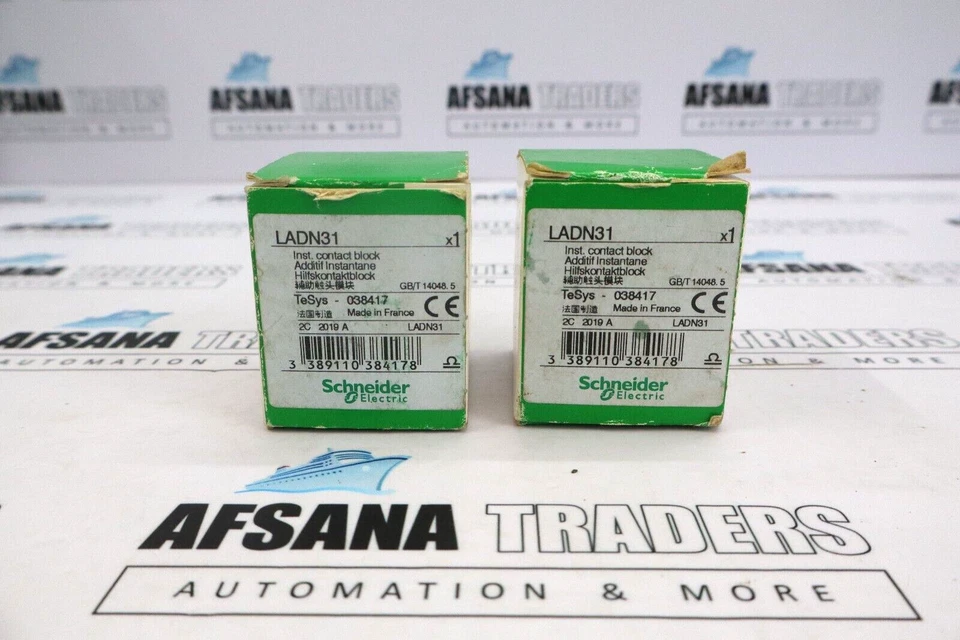 AFSANA TRADERS
AUTOMATION & MORE
AFSANA TRADERS
AUTOMATION & MORE
AFSANA TRADERS
AUTOMATION & MORE
LADN31 x1
Inst. contact block
Additif Instantane
Hilfskontaktblock
辅助触头模块 GB/T 14048. 5
TeSys - 038417 CE
法国制造 Made in France
2C 2019 A LADN31
3 389110 384178
Schneider
Electric
LADN31 x1
Inst. contact block
Additif Instantane
Hilfskontaktblock
辅助触头模块 GB/T 14048. 5
TeSys - 038417 CE
法国制造 Made in France
2C 2019 A LADN31
3 389110 384178
Schneider
Electric
AUTOMATION &
AFSANA TRADERS
AUTOMATION & MORE